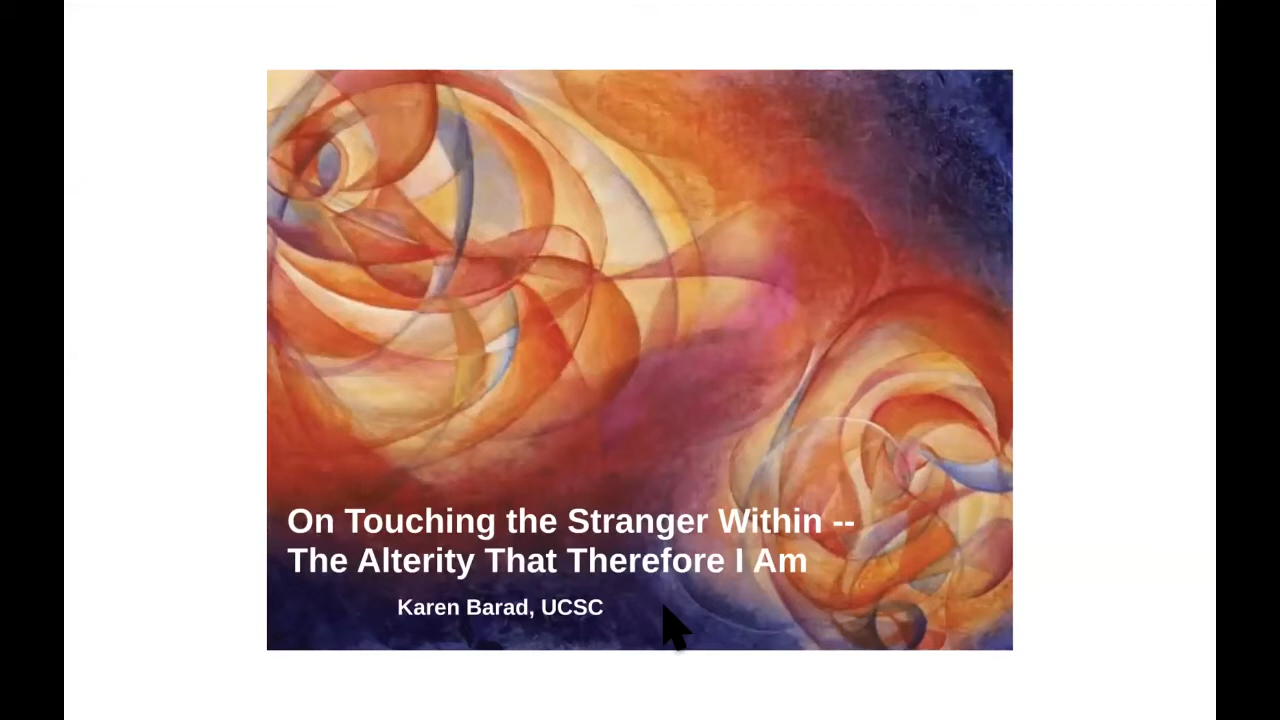 On Touching the Stranger Within --
The Alterity That Therefore I Am
Karen Barad, UCSC